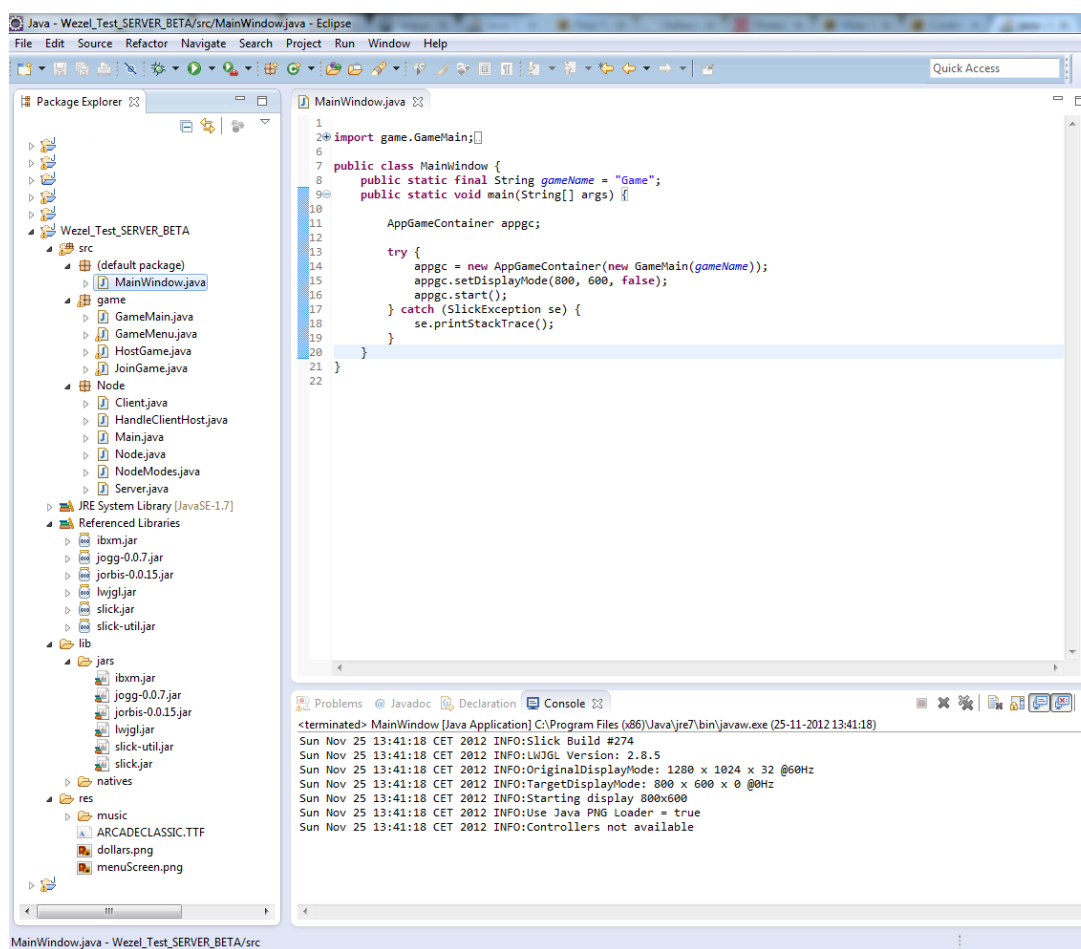 Java - Wezel_Test_SERVER_BETA/src/MainWindow.java - Eclipse
File Edit Source Refactor Navigate Search Project Run Window Help
Quick Access
Package Explorer
Wezel_Test_SERVER_BETA
src
(default package)
MainWindow.java
game
GameMain.java
GameMenu.java
HostGame.java
JoinGame.java
Node
Client.java
HandleClientHost.java
Main.java
Node.java
NodeModes.java
Server.java
JRE System Library [JavaSE-1.7]
Referenced Libraries
ibxm.jar
jogg-0.0.7.jar
jorbis-0.0.15.jar
lwjgl.jar
slick.jar
slick-util.jar
lib
jars
ibxm.jar
jogg-0.0.7.jar
jorbis-0.0.15.jar
lwjgl.jar
slick-util.jar
slick.jar
natives
res
music
ARCADECLASSIC.TTF
dollars.png
menuScreen.png
MainWindow.java
1
2 import game.GameMain;
6
7 public class MainWindow {
8 public static final String gameName = "Game";
9 public static void main(String[] args) {
10
11 AppGameContainer appgc;
12
13 try {
14 appgc = new AppGameContainer(new GameMain(gameName));
15 appgc.setDisplayMode(800, 600, false);
16 appgc.start();
17 } catch (SlickException se) {
18 se.printStackTrace();
19 }
20 }
21 }
22
Problems @ Javadoc Declaration Console
<terminated> MainWindow [Java Application] C:\Program Files (x86)\Java\jre7\bin\javaw.exe (25-11-2012 13:41:18)
Sun Nov 25 13:41:18 CET 2012 INFO:Slick Build #274
Sun Nov 25 13:41:18 CET 2012 INFO:LWJGL Version: 2.8.5
Sun Nov 25 13:41:18 CET 2012 INFO:OriginalDisplayMode: 1280 x 1024 x 32 @60Hz
Sun Nov 25 13:41:18 CET 2012 INFO:TargetDisplayMode: 800 x 600 x 0 @0Hz
Sun Nov 25 13:41:18 CET 2012 INFO:Starting display 800x600
Sun Nov 25 13:41:18 CET 2012 INFO:Use Java PNG Loader = true
Sun Nov 25 13:41:18 CET 2012 INFO:Controllers not available
MainWindow.java - Wezel_Test_SERVER_BETA/src